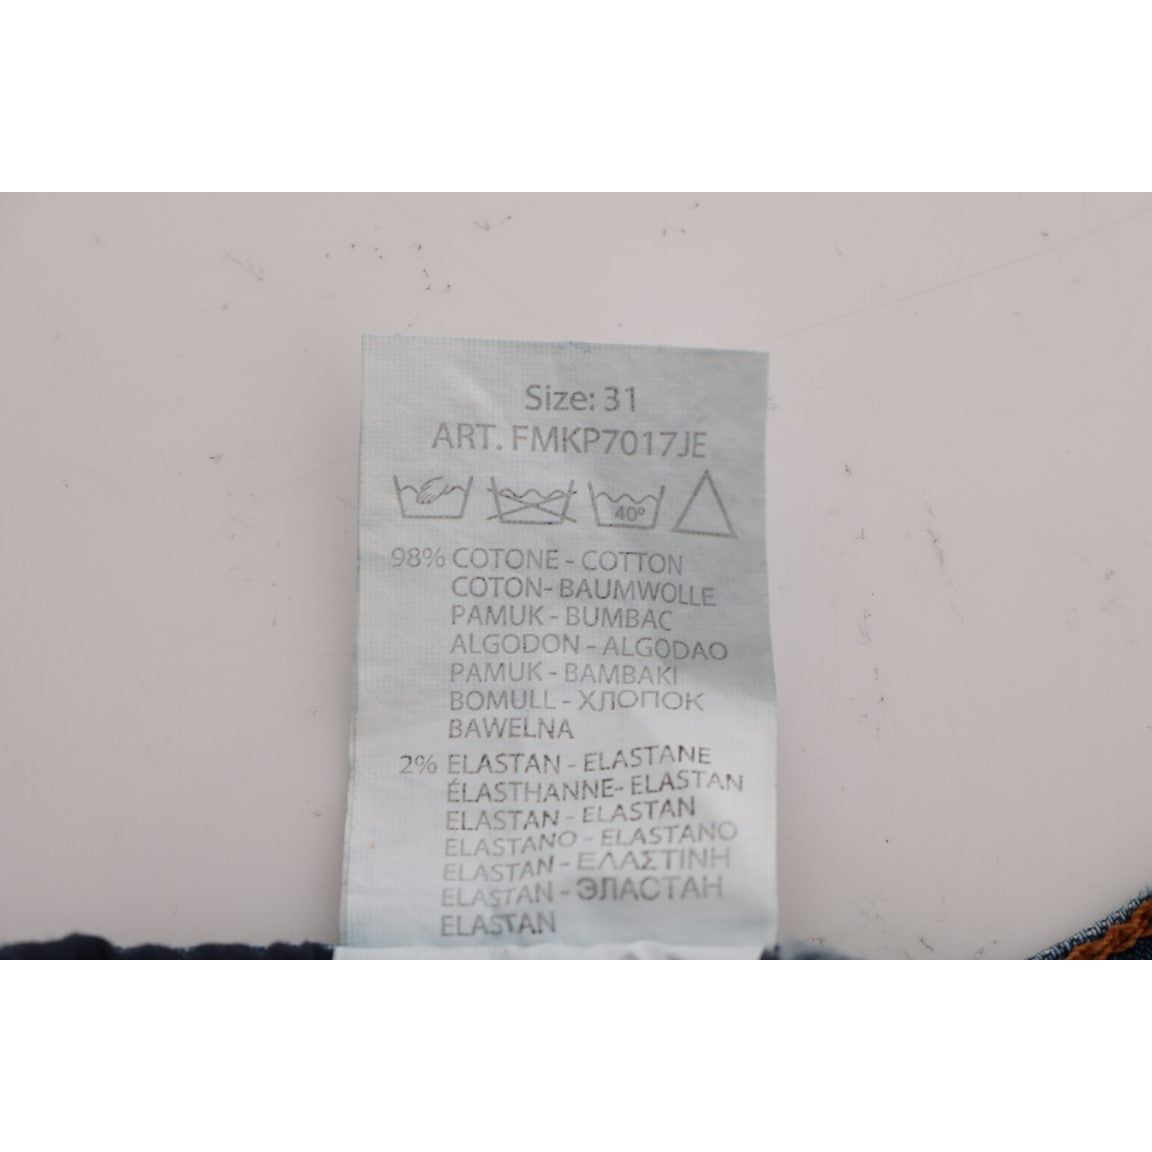 Size: 31
ART. FMKP7017JE
40°
98% COTONE - COTTON
COTON- BAUMWOLLE
PAMUK - BUMBAC
ALGODON - ALGODAO
PAMUK - BAMBAKI
BOMULL - ХЛОПОК
BAWELNA
2% ELASTAN - ELASTANE
ÉLASTHANNE- ELASTAN
ELASTAN - ELASTAN
ELASTANO - ELASTANO
ELASTAN - ΕΛΑΣΤΙΝΗ
ELASTAN - ЭЛАСТАН
ELASTAN